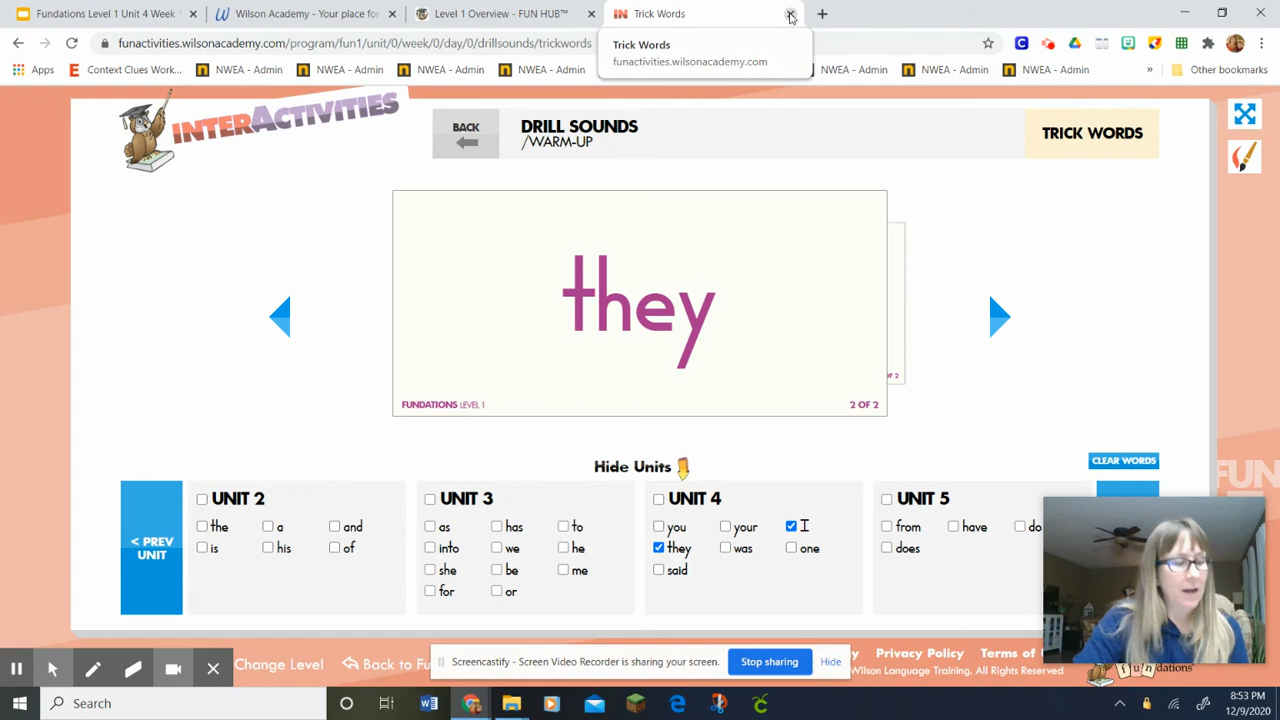 Fundations Level 1 Unit 4 Week
Wilson Academy - Your place fo
Level 1 Overview - FUN HUB™
IN Trick Words
funactivities.wilsonacademy.com/program/fun1/unit/0/week/0/day/0/drillsounds/trickwords
Trick Words
funactivities.wilsonacademy.com
Apps
Context Clues Work...
NWEA - Admin
NWEA - Admin
NWEA - Admin
NWEA - Admin
NWEA - Admin
NWEA - Admin
NWEA - Admin
»
Other bookmarks
INTERACTIVITIES
BACK
DRILL SOUNDS
/WARM-UP
TRICK WORDS
they
FUNDATIONS LEVEL 1
2 OF 2
OF 2
Hide Units
CLEAR WORDS
< PREV
UNIT
UNIT 2
the a and
is his of
UNIT 3
as has to
into we he
she be me
for or
UNIT 4
you your I
they was one
said
UNIT 5
from have do
does
FUN
Change Level
Back to Fu
Screencastify - Screen Video Recorder is sharing your screen.
Stop sharing
Hide
y Privacy Policy Terms of
Wilson Language Training. All Rights Reserved
fundations
Search
8:53 PM
12/9/2020